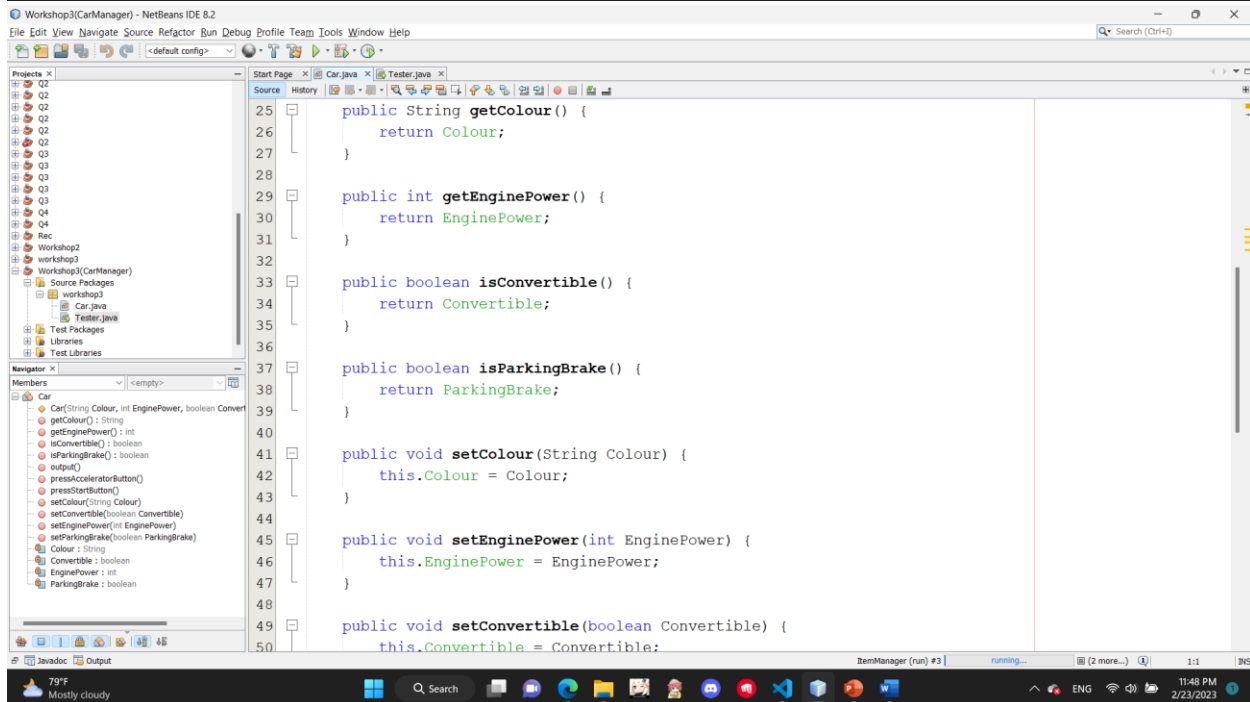 Workshop3(CarManager) - NetBeans IDE 8.2
File Edit View Navigate Source Refactor Run Debug Profile Team Tools Window Help
Search (Ctrl+I)
<default config>
Projects
Q2
Q2
Q2
Q2
Q2
Q2
Q3
Q3
Q3
Q3
Q3
Q4
Q4
Rec
Workshop2
workshop3
Workshop3(CarManager)
Source Packages
workshop3
Car.java
Tester.java
Test Packages
Libraries
Test Libraries
Navigator
Members <empty>
Car
Car(String Colour, int EnginePower, boolean Convert
getColour() : String
getEnginePower() : int
isConvertible() : boolean
isParkingBrake() : boolean
output()
pressAcceleratorButton()
pressStartButton()
setColour(String Colour)
setConvertible(boolean Convertible)
setEnginePower(int EnginePower)
setParkingBrake(boolean ParkingBrake)
Colour : String
Convertible : boolean
EnginePower : int
ParkingBrake : boolean
Start Page Car.java Tester.java
Source History
25 public String getColour() {
26 return Colour;
27 }
28
29 public int getEnginePower() {
30 return EnginePower;
31 }
32
33 public boolean isConvertible() {
34 return Convertible;
35 }
36
37 public boolean isParkingBrake() {
38 return ParkingBrake;
39 }
40
41 public void setColour(String Colour) {
42 this.Colour = Colour;
43 }
44
45 public void setEnginePower(int EnginePower) {
46 this.EnginePower = EnginePower;
47 }
48
49 public void setConvertible(boolean Convertible) {
50 this.Convertible = Convertible;
Javadoc Output
ItemManager (run) #3 running... (2 more...) 1:1 INS
79°F
Mostly cloudy
Search
ENG
11:48 PM
2/23/2023
1